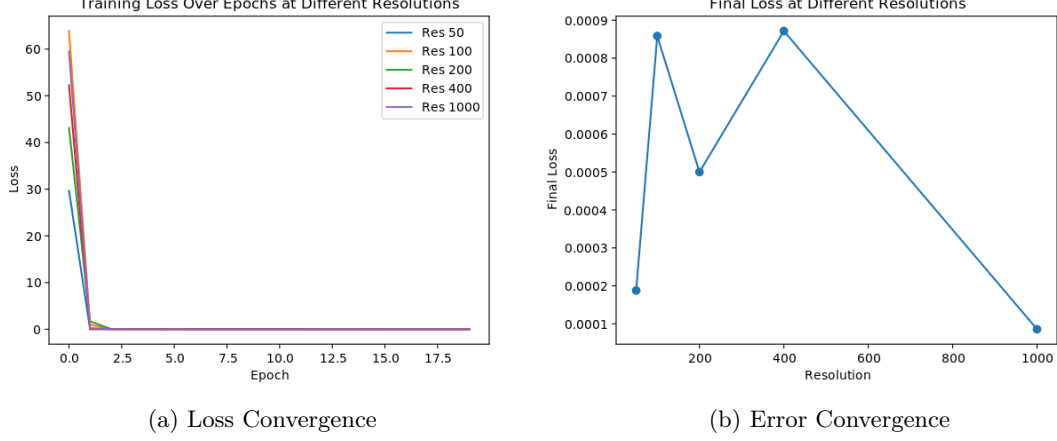 Training Loss Over Epochs at Different Resolutions
60
50
40
30
20
10
0
Loss
0.0 2.5 5.0 7.5 10.0 12.5 15.0 17.5
Epoch
Res 50
Res 100
Res 200
Res 400
Res 1000
(a) Loss Convergence
Final Loss at Different Resolutions
0.0009
0.0008
0.0007
0.0006
0.0005
0.0004
0.0003
0.0002
0.0001
Final Loss
200 400 600 800 1000
Resolution
(b) Error Convergence